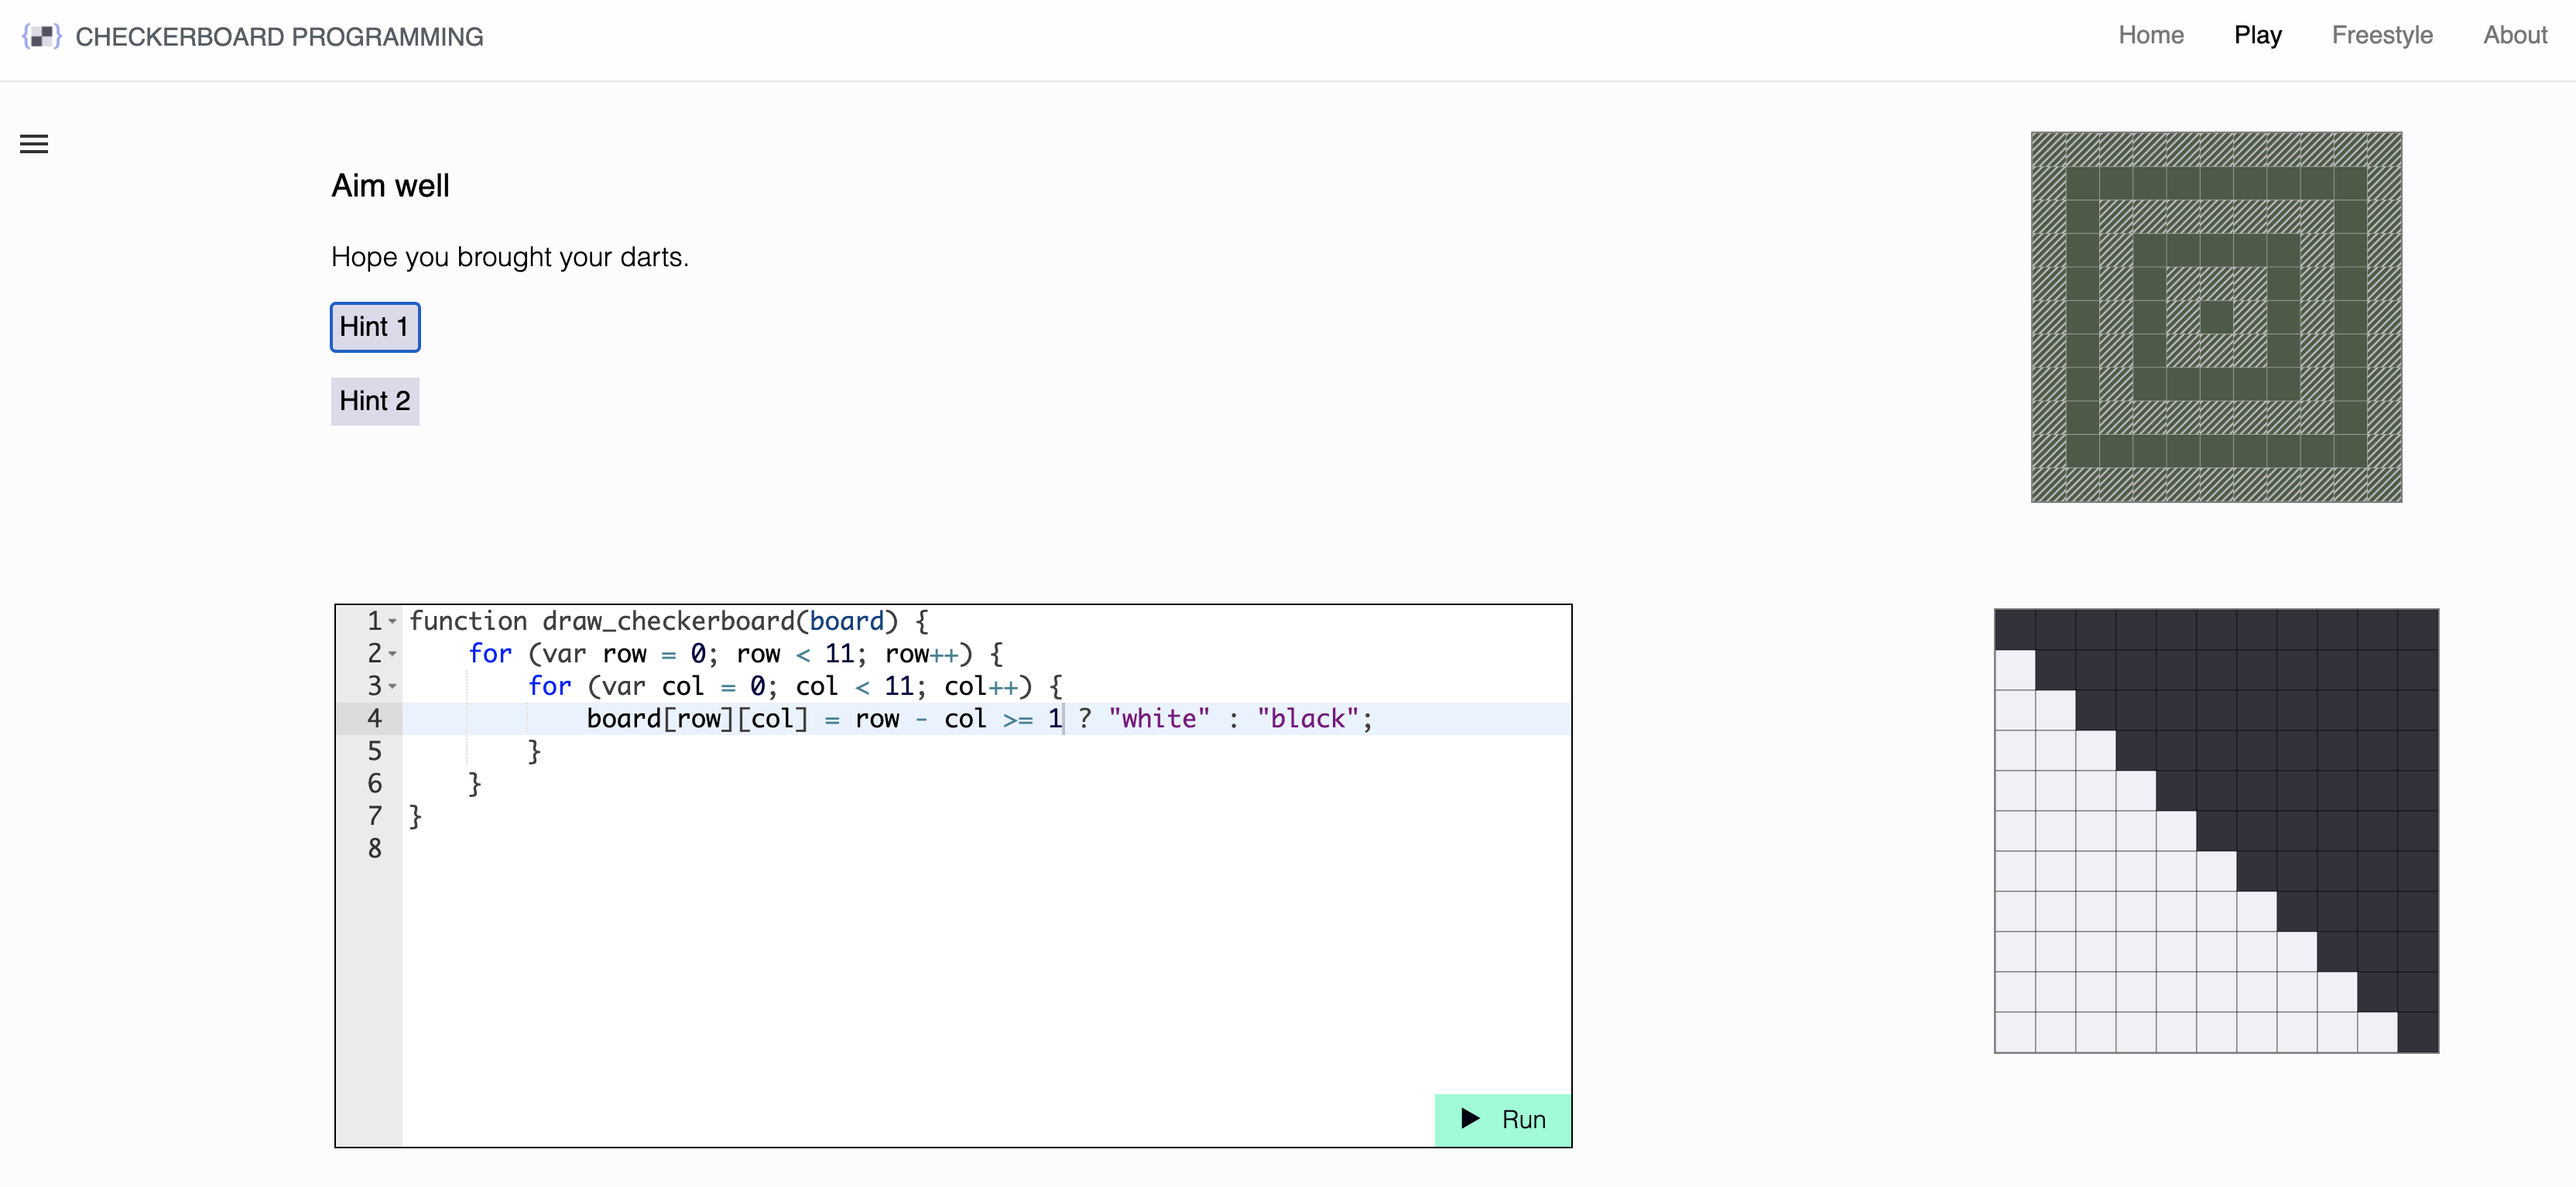 CHECKERBOARD PROGRAMMING
Home Play Freestyle About
Aim well
Hope you brought your darts.
Hint 1
Hint 2
1 function draw_checkerboard(board) {
2 for (var row = 0; row < 11; row++) {
3 for (var col = 0; col < 11; col++) {
4 board[row][col] = row - col >= 1 ? "white" : "black";
5 }
6 }
7 }
8
Run